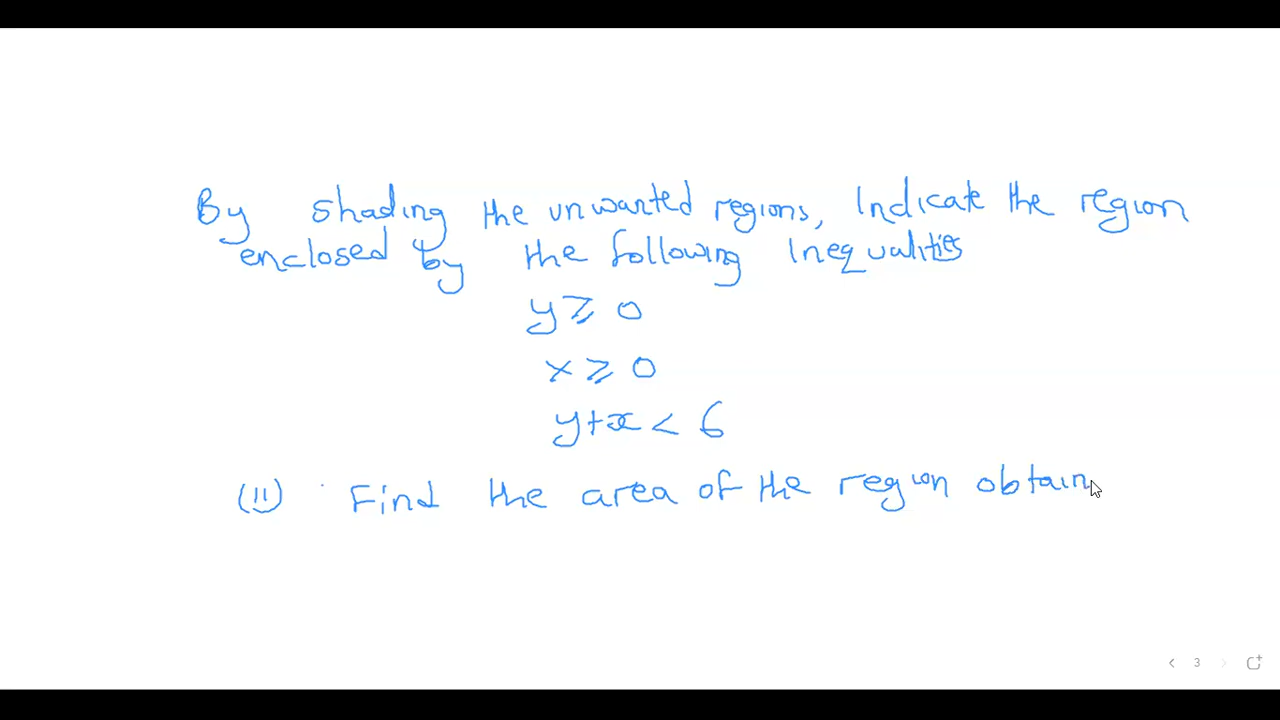 By shading the unwanted regions, Indicate the region
enclosed by the following Inequalities
y ≥ 0
x ≥ 0
y+x < 6
(II) Find the area of the region obtain
3